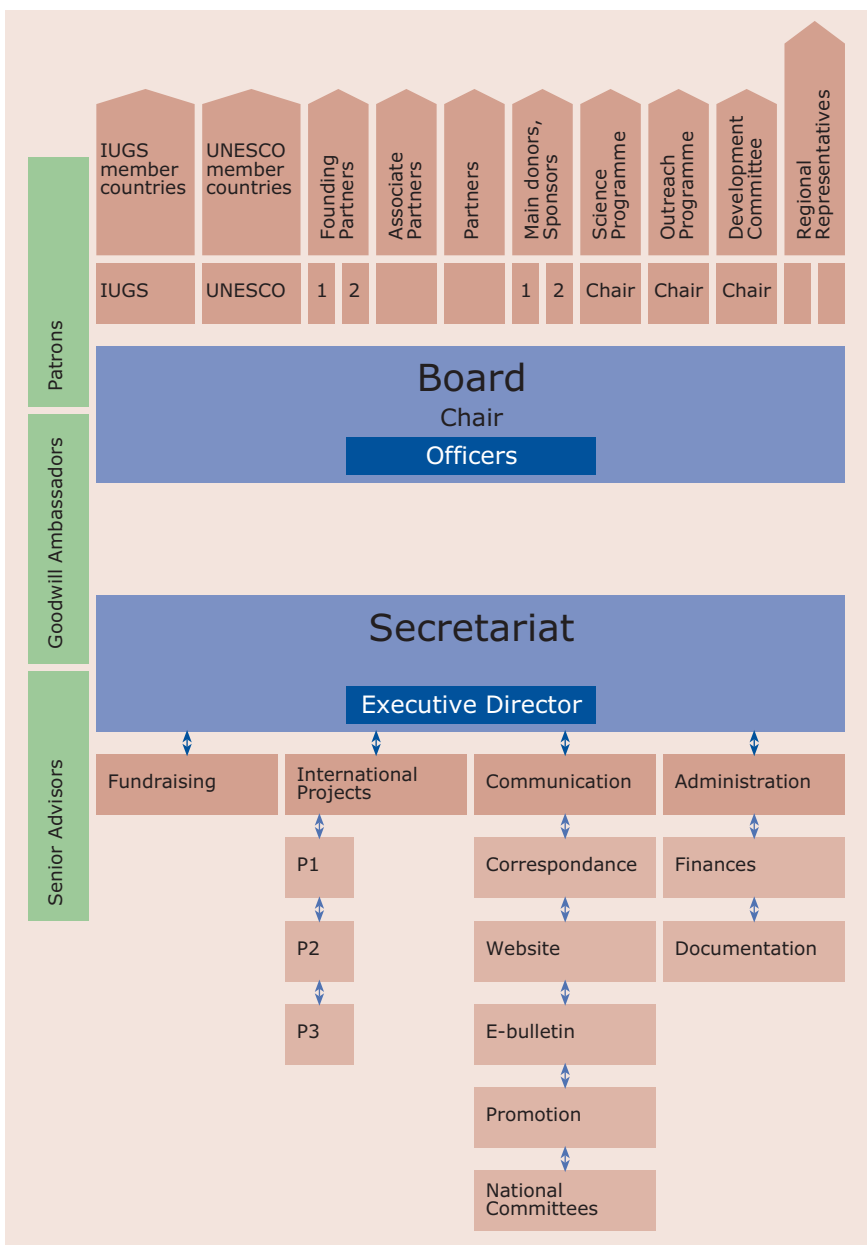 IUGS
member
countries
UNESCO
member
countries
Founding
Partners
Associate
Partners
Partners
Main donors,
Sponsors
Science
Programme
Outreach
Programme
Development
Committee
Regional
Representatives
IUGS
UNESCO
1
2
1
2
Chair
Chair
Chair
Patrons
Goodwill Ambassadors
Senior Advisors
Board
Chair
Officers
Secretariat
Executive Director
Fundraising
International
Projects
Communication
Administration
P1
Correspondance
Finances
P2
Website
Documentation
P3
E-bulletin
Promotion
National
Committees